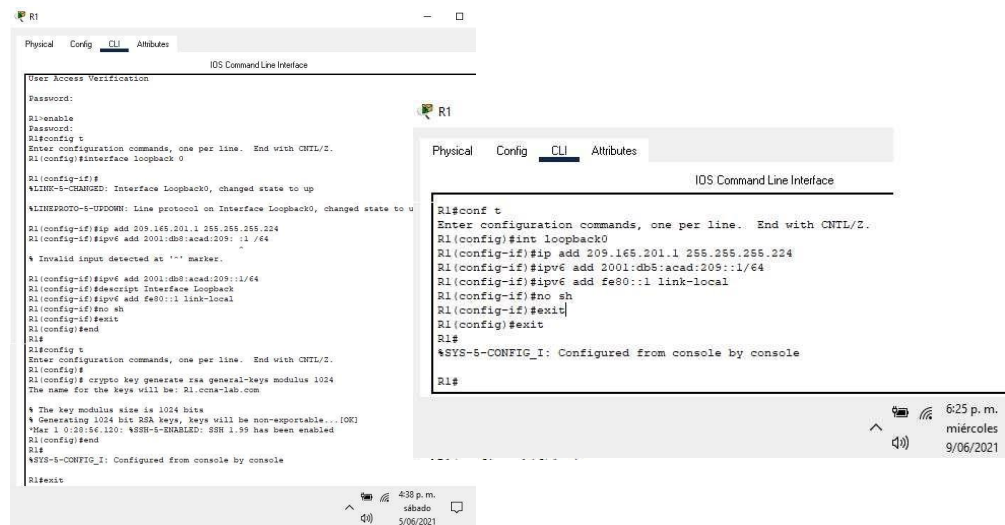 R1
Physical Config CLI Attributes
IOS Command Line Interface
User Access Verification
Password:
R1>enable
Password:
R1#config t
Enter configuration commands, one per line. End with CNTL/Z.
R1(config)#interface loopback 0
R1(config-if)#
%LINK-5-CHANGED: Interface Loopback0, changed state to up
%LINEPROTO-5-UPDOWN: Line protocol on Interface Loopback0, changed state to u
R1(config-if)#ip add 209.165.201.1 255.255.255.224
R1(config-if)#ipv6 add 2001:db8:acad:209: :1 /64
^
% Invalid input detected at '^' marker.
R1(config-if)#ipv6 add 2001:db8:acad:209::1/64
R1(config-if)#descript Interface Loopback
R1(config-if)#ipv6 add fe80::1 link-local
R1(config-if)#no sh
R1(config-if)#exit
R1(config)#end
R1#
R1#config t
Enter configuration commands, one per line. End with CNTL/Z.
R1(config)#
R1(config)# crypto key generate rsa general-keys modulus 1024
The name for the keys will be: R1.ccna-lab.com
% The key modulus size is 1024 bits
% Generating 1024 bit RSA keys, keys will be non-exportable...[OK]
*Mar 1 0:28:56.120: %SSH-5-ENABLED: SSH 1.99 has been enabled
R1(config)#end
R1#
%SYS-5-CONFIG_I: Configured from console by console
R1#exit
4:38 p. m.
sábado
5/06/2021
R1
Physical Config CLI Attributes
IOS Command Line Interface
R1#conf t
Enter configuration commands, one per line. End with CNTL/Z.
R1(config)#int loopback0
R1(config-if)#ip add 209.165.201.1 255.255.255.224
R1(config-if)#ipv6 add 2001:db5:acad:209::1/64
R1(config-if)#ipv6 add fe80::1 link-local
R1(config-if)#no sh
R1(config-if)#exit
R1(config)#exit
R1#
%SYS-5-CONFIG_I: Configured from console by console
R1#
6:25 p. m.
miércoles
9/06/2021